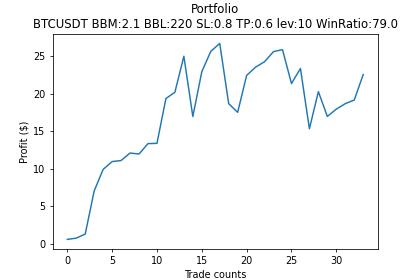 Portfolio
BTCUSDT BBM:2.1 BBL:220 SL:0.8 TP:0.6 lev:10 WinRatio:79.0
25
20
15
10
5
0
Profit ($)
0 5 10 15 20 25 30
Trade counts